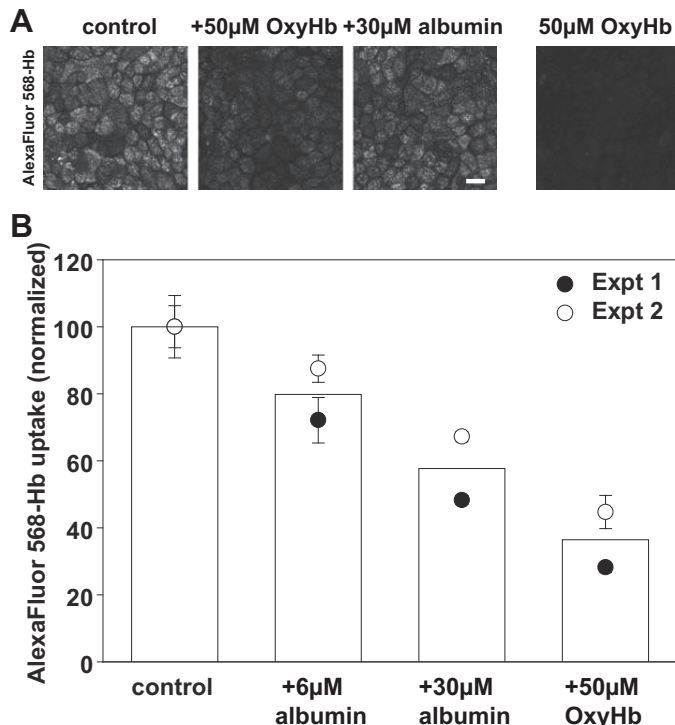 A
control +50µM OxyHb +30µM albumin 50µM OxyHb
AlexaFluor 568-Hb
B
AlexaFluor 568-Hb uptake (normalized)
120
100
80
60
40
20
0
Expt 1
Expt 2
control +6µM +30µM +50µM
albumin albumin OxyHb